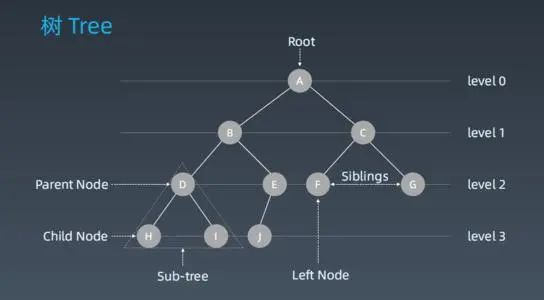 树 Tree
Root
A
level 0
B
C
level 1
Parent Node
D
E
F
Siblings
G
level 2
Child Node
H
I
J
level 3
Sub-tree
Left Node